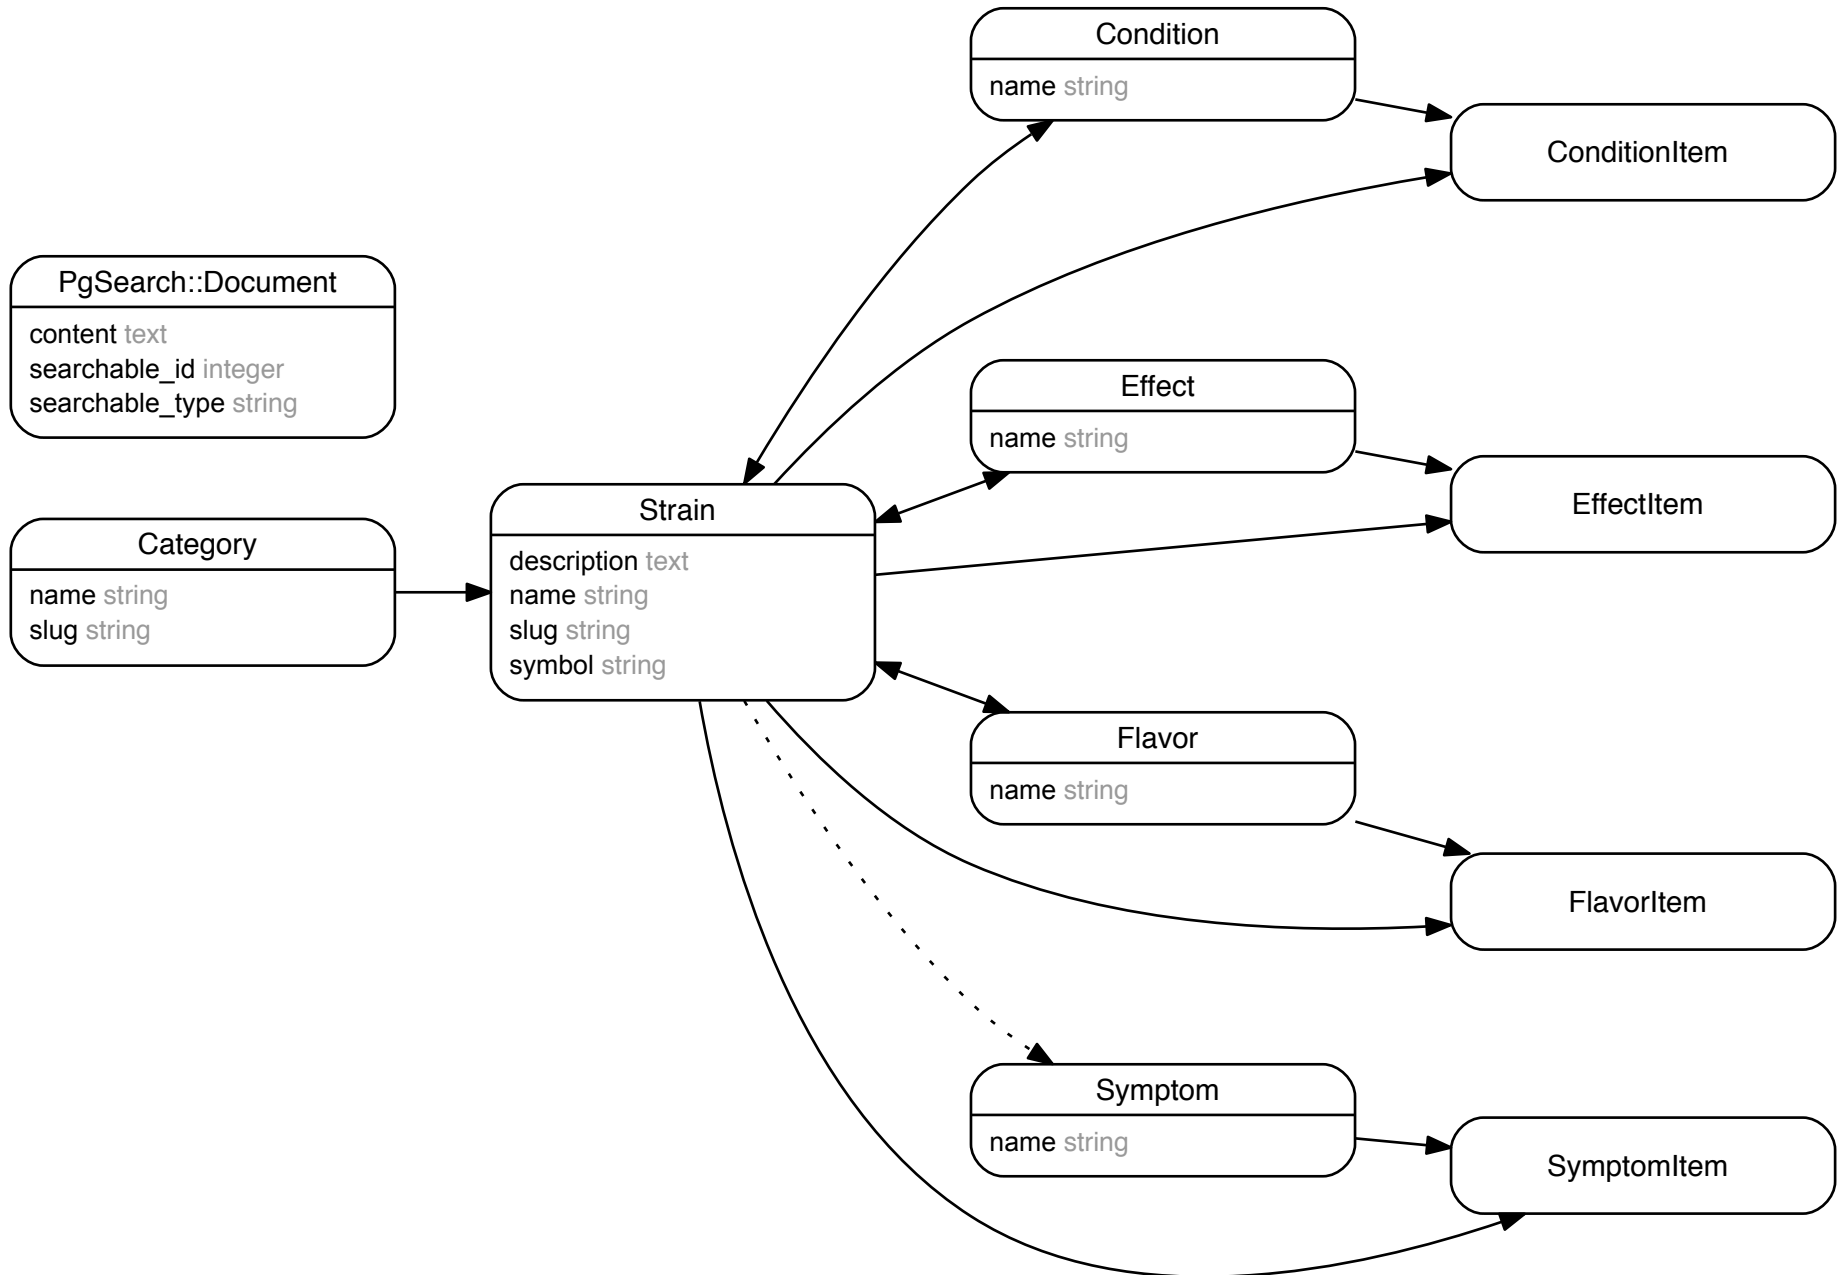 Condition
name string
ConditionItem
PgSearch::Document
content text
searchable_id integer
searchable_type string
Effect
name string
EffectItem
Category
name string
slug string
Strain
description text
name string
slug string
symbol string
Flavor
name string
FlavorItem
Symptom
name string
SymptomItem